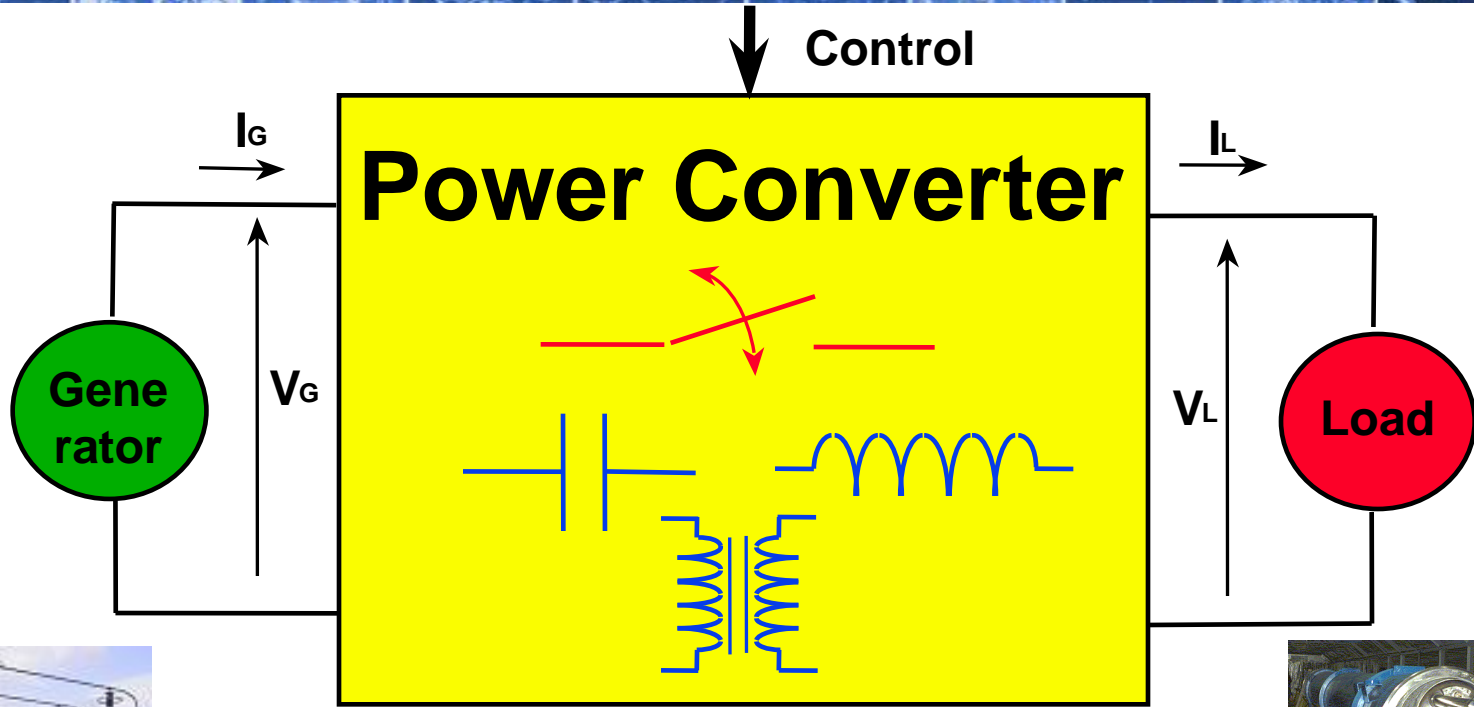 Control
IG
IL
Power Converter
VG
Gene
rator
VL
Load